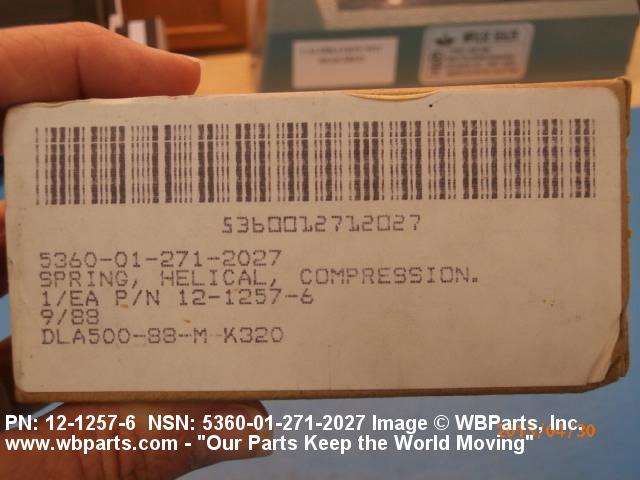 5360012712027
5360-01-271-2027
SPRING, HELICAL, COMPRESSION.
1/EA P/N 12-1257-6
9/88
DLA500-88-M K320
PN: 12-1257-6 NSN: 5360-01-271-2027 Image © WBParts, Inc.
www.wbparts.com - "Our Parts Keep the World Moving"